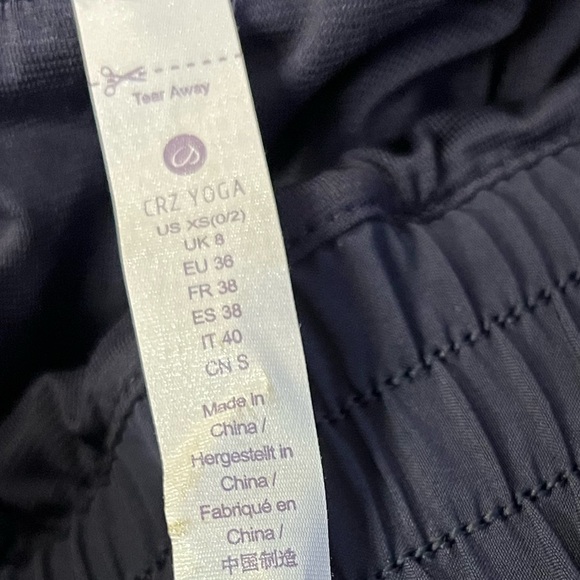 Tear Away
CRZ YOGA
US XS(0/2)
UK 8
EU 36
FR 38
ES 38
IT 40
CN S
Made in
China /
Hergestellt in
China /
Fabriqué en
China /
中国制造